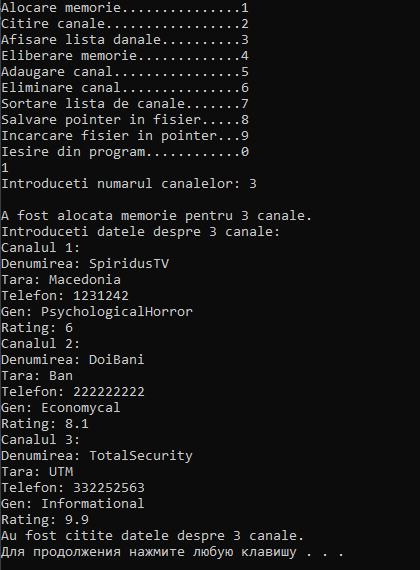 Alocare memorie...............1
Citire canale.................2
Afisare lista danale..........3
Eliberare memorie.............4
Adaugare canal................5
Eliminare canal...............6
Sortare lista de canale.......7
Salvare pointer in fisier.....8
Incarcare fisier in pointer...9
Iesire din program............0
1
Introduceti numarul canalelor: 3
A fost alocata memorie pentru 3 canale.
Introduceti datele despre 3 canale:
Canalul 1:
Denumirea: SpiridusTV
Tara: Macedonia
Telefon: 1231242
Gen: PsychologicalHorror
Rating: 6
Canalul 2:
Denumirea: DoiBani
Tara: Ban
Telefon: 222222222
Gen: Economycal
Rating: 8.1
Canalul 3:
Denumirea: TotalSecurity
Tara: UTM
Telefon: 332252563
Gen: Informational
Rating: 9.9
Au fost citite datele despre 3 canale.
Для продолжения нажмите любую клавишу . . .